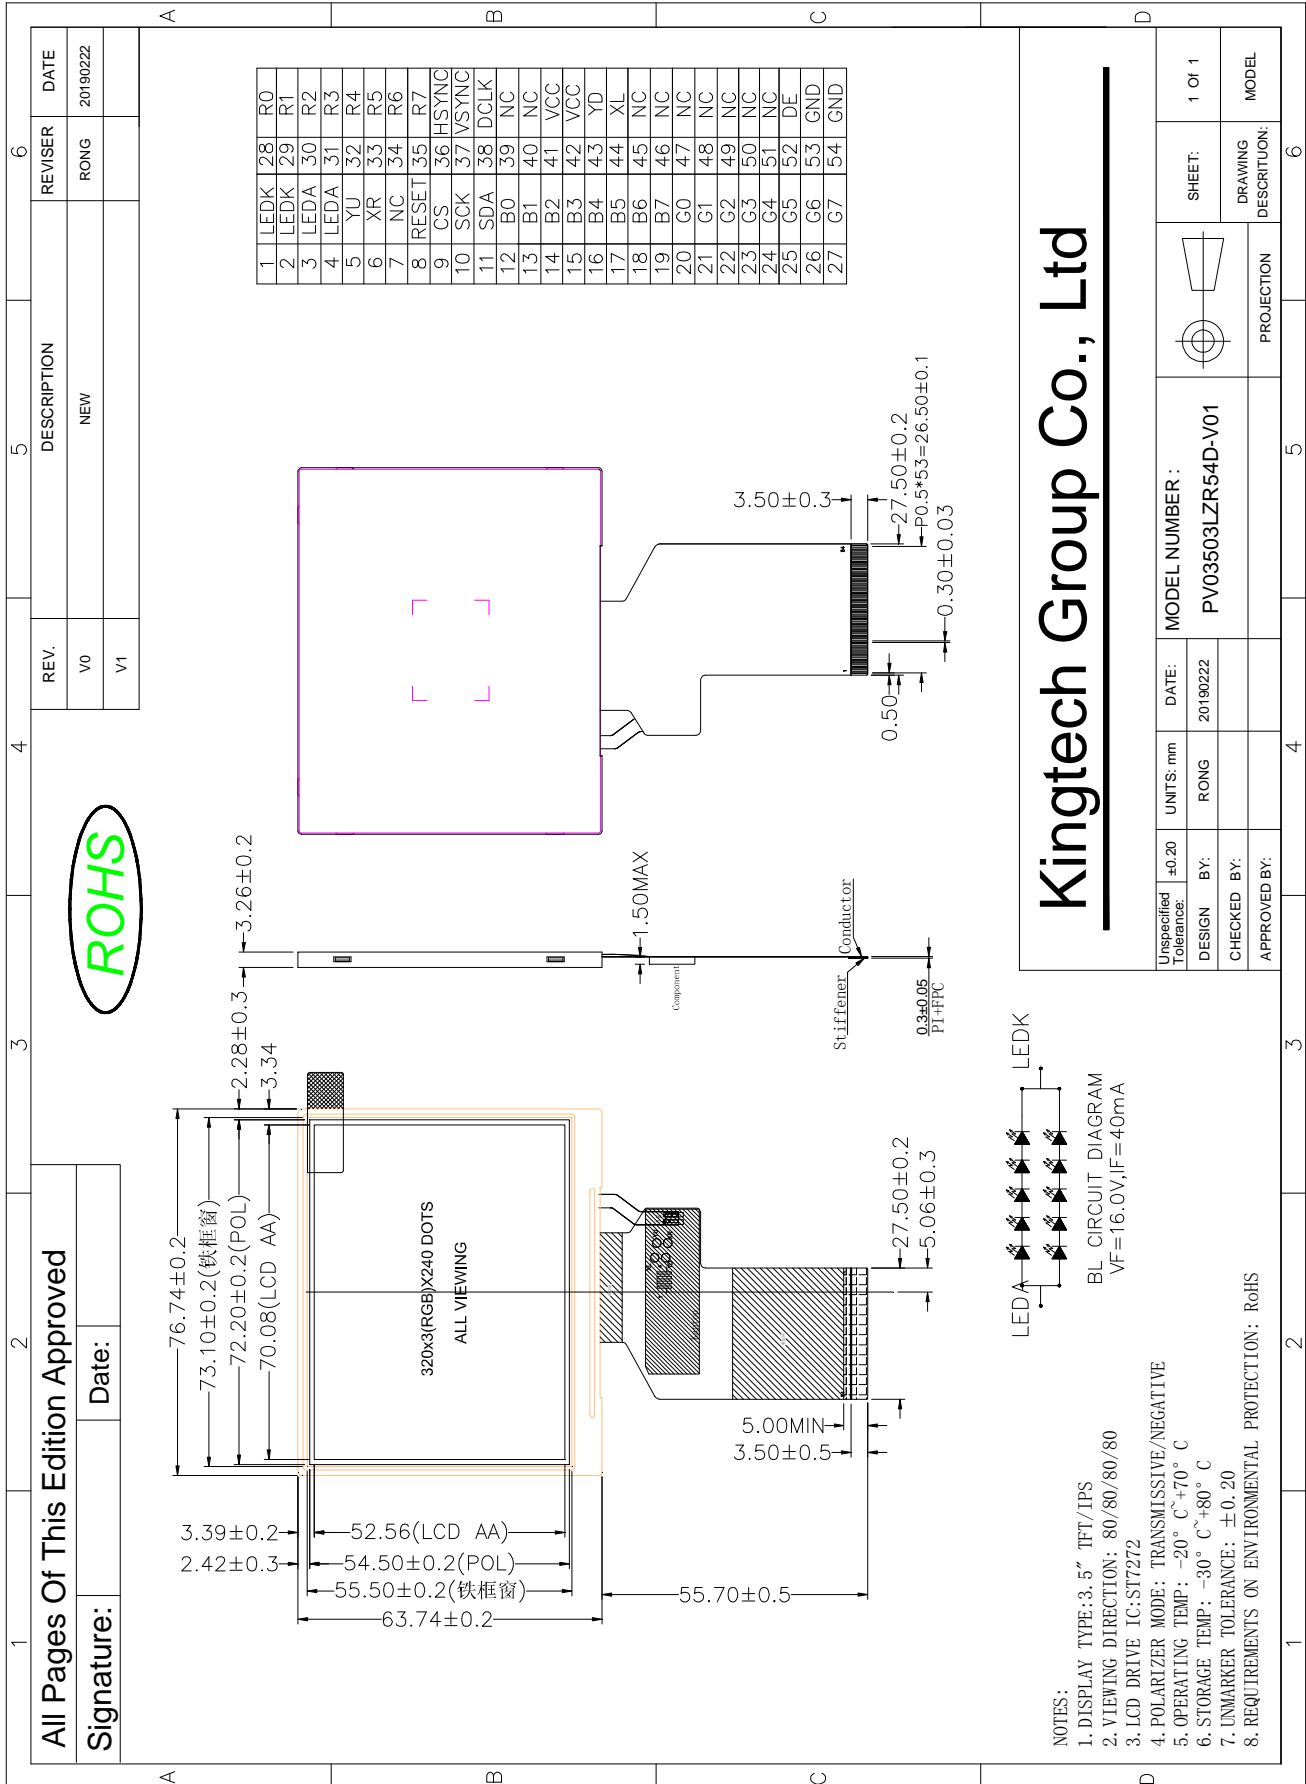 All Pages Of This Edition Approved
Signature:
Date:
ROHS
REV.
DESCRIPTION
REVISER
DATE
V0
NEW
RONG
20190222
V1
1
2
3
4
5
6
A
B
C
D
76.74±0.2
73.10±0.2(铁框窗)
72.20±0.2(POL)
70.08(LCD AA)
2.28±0.3
3.34
3.39±0.2
2.42±0.3
52.56(LCD AA)
54.50±0.2(POL)
55.50±0.2(铁框窗)
63.74±0.2
55.70±0.5
320x3(RGB)X240 DOTS
ALL VIEWING
5.00MIN
3.50±0.5
27.50±0.2
5.06±0.3
3.26±0.2
1.50MAX
Component
Stiffener
Conductor
0.3±0.05
PI+FPC
3.50±0.3
0.50
27.50±0.2
P0.5*53=26.50±0.1
0.30±0.03
1
54
1 LEDK 28 R0
2 LEDK 29 R1
3 LEDA 30 R2
4 LEDA 31 R3
5 YU 32 R4
6 XR 33 R5
7 NC 34 R6
8 RESET 35 R7
9 CS 36 HSYNC
10 SCK 37 VSYNC
11 SDA 38 DCLK
12 B0 39 NC
13 B1 40 NC
14 B2 41 VCC
15 B3 42 VCC
16 B4 43 YD
17 B5 44 XL
18 B6 45 NC
19 B7 46 NC
20 G0 47 NC
21 G1 48 NC
22 G2 49 NC
23 G3 50 NC
24 G4 51 NC
25 G5 52 DE
26 G6 53 GND
27 G7 54 GND
LEDA
LEDK
BL CIRCUIT DIAGRAM
VF=16.0V,IF=40mA
NOTES:
1.DISPLAY TYPE:3.5″ TFT/IPS
2.VIEWING DIRECTION: 80/80/80/80
3.LCD DRIVE IC:ST7272
4.POLARIZER MODE: TRANSMISSIVE/NEGATIVE
5.OPERATING TEMP: -20° C~+70° C
6.STORAGE TEMP: -30° C~+80° C
7.UNMARKER TOLERANCE: ±0.20
8.REQUIREMENTS ON ENVIRONMENTAL PROTECTION: RoHS
Kingtech Group Co., Ltd
Unspecified Tolerance:
±0.20
UNITS: mm
DATE:
MODEL NUMBER :
DESIGN BY:
RONG
20190222
PV03503LZR54D-V01
SHEET:
1 Of 1
CHECKED BY:
APPROVED BY:
PROJECTION
DRAWING DESCRITUON:
MODEL
1
2
3
4
5
6
A
B
C
D